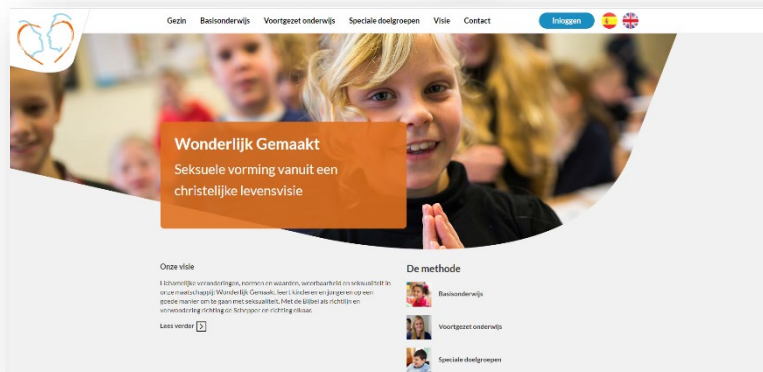 Gezin Basisonderwijs Voortgezet onderwijs Speciale doelgroepen Visie Contact Inloggen
Wonderlijk Gemaakt
Seksuele vorming vanuit een
christelijke levensvisie
Onze visie
Lichamelijke veranderingen, normen en waarden, weerbaarheid en seksualiteit in
onze maatschappij: Wonderlijk Gemaakt leert kinderen en jongeren op een
goede manier om te gaan met seksualiteit. Met de Bijbel als richtlijn en
verwondering richting de Schepper en richting elkaar.
Lees verder
De methode
Basisonderwijs
Voortgezet onderwijs
Speciale doelgroepen